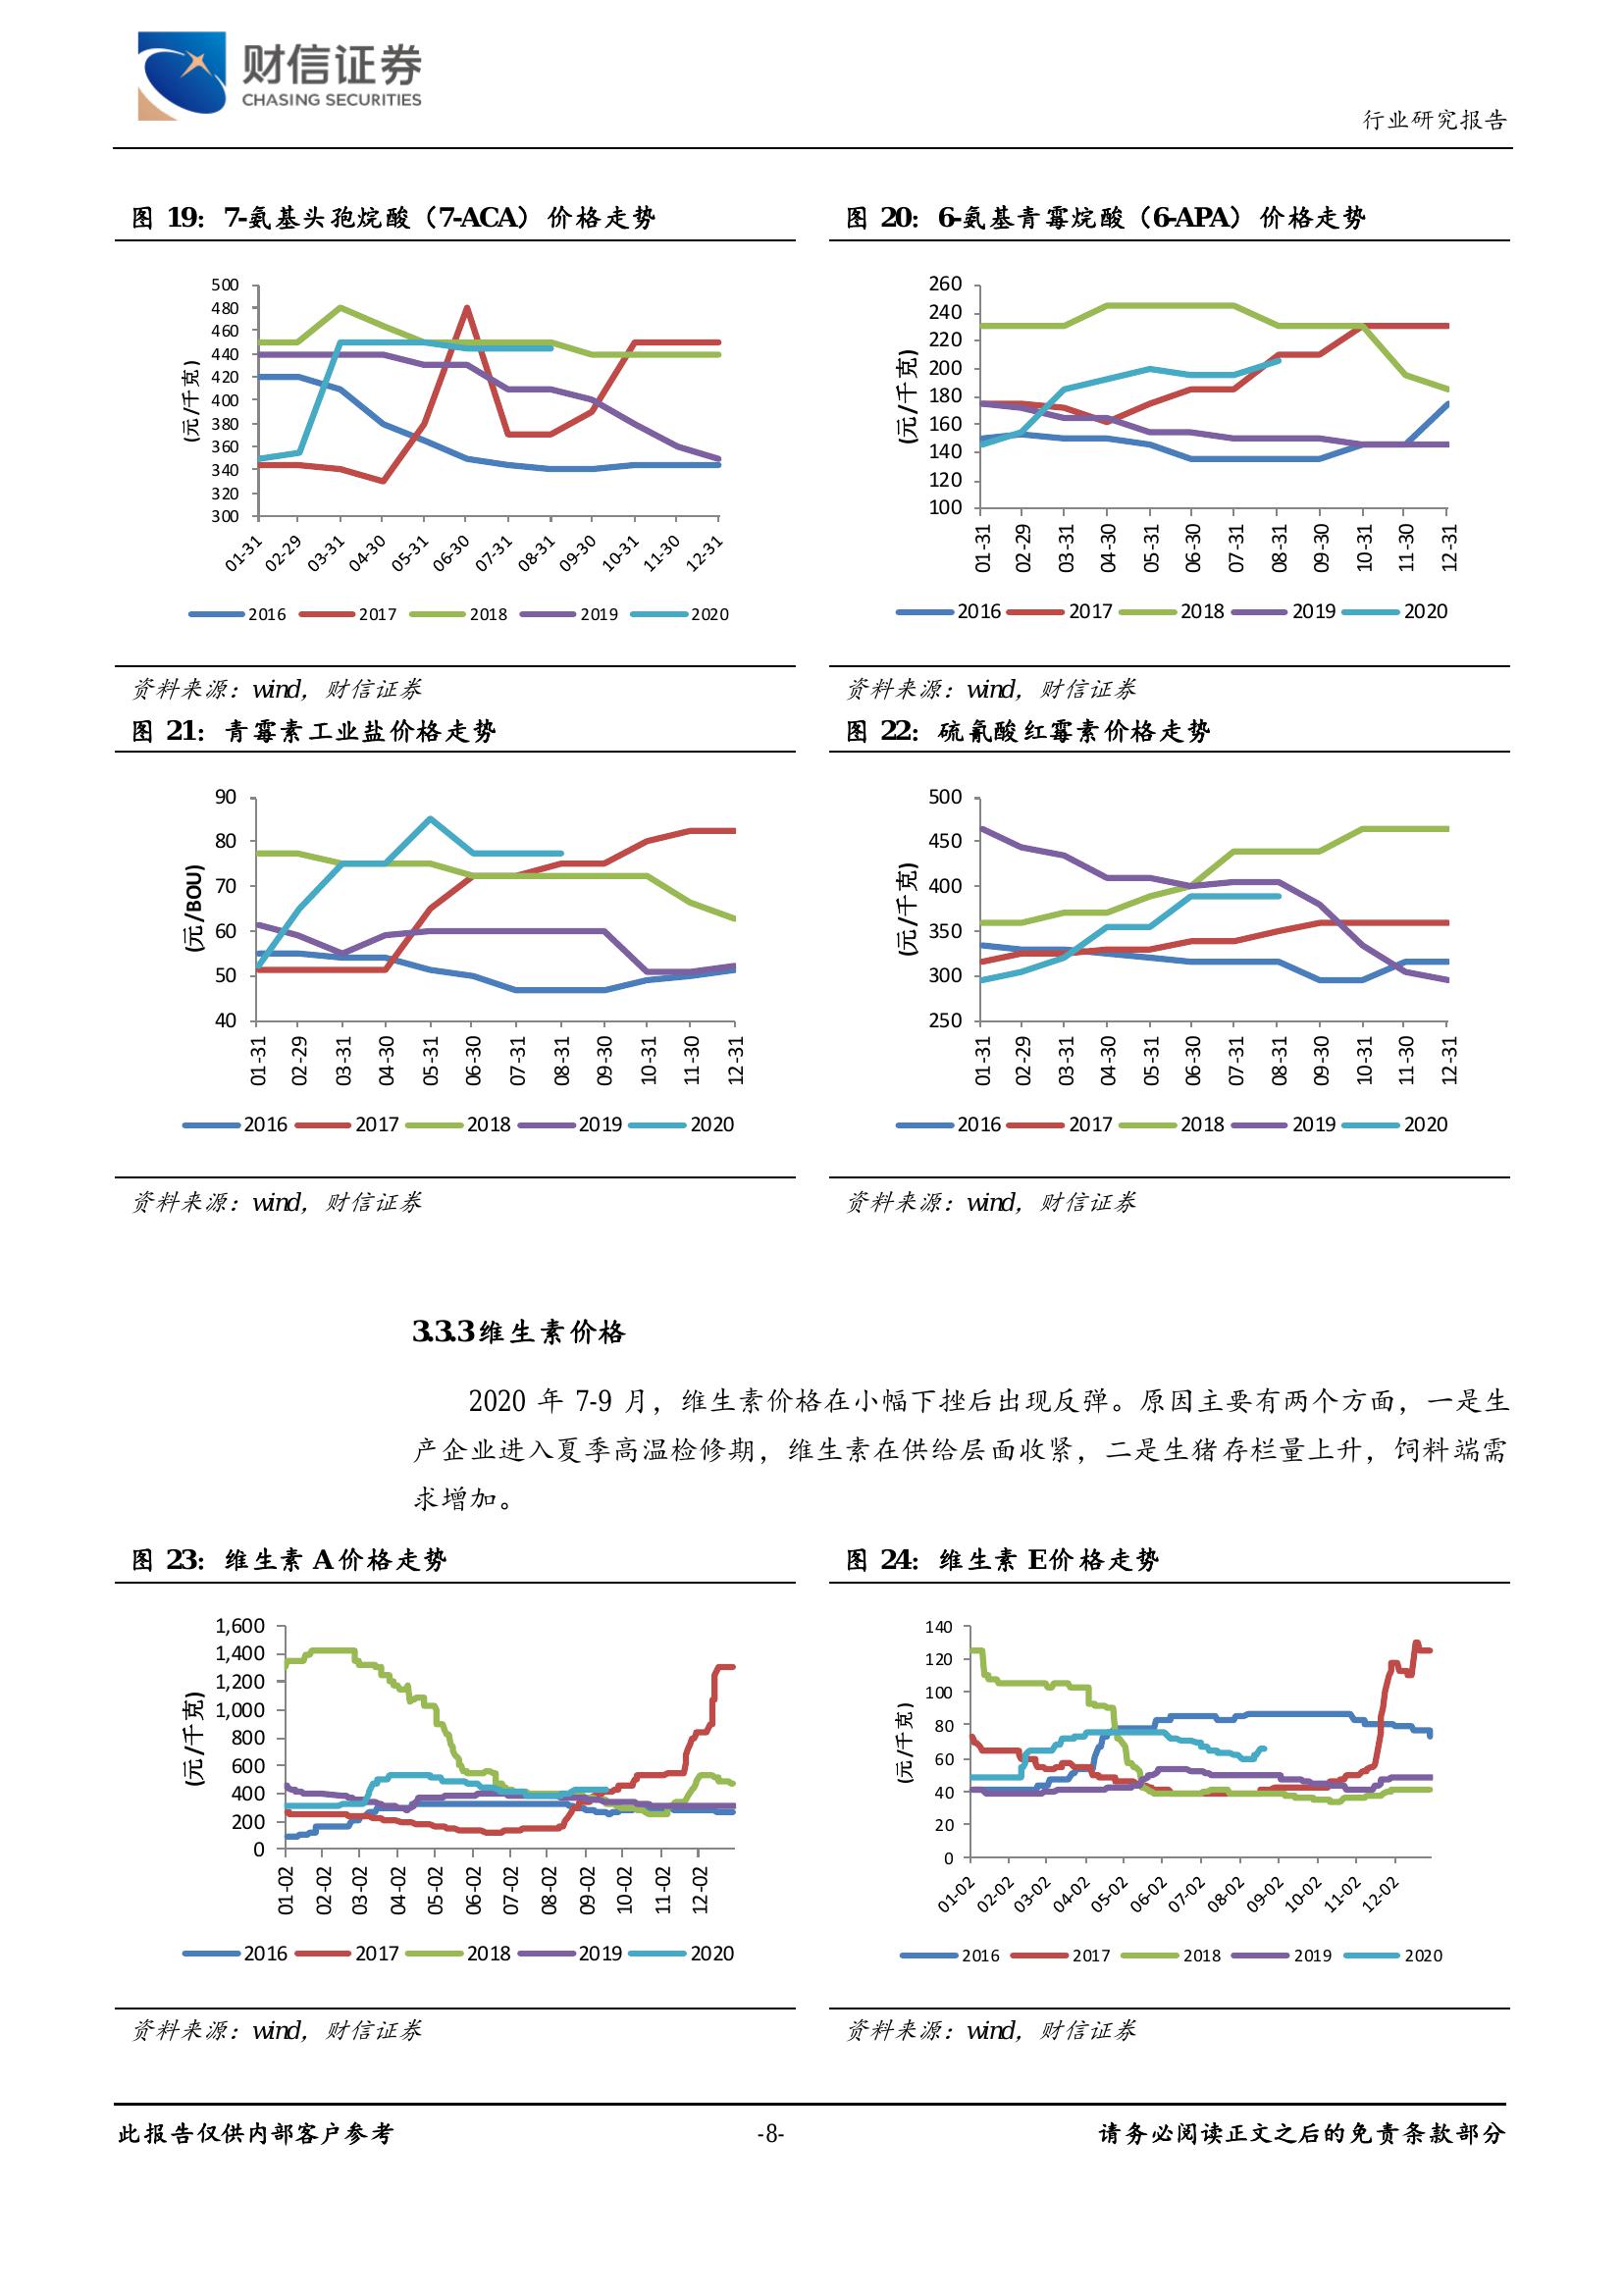 财信证券
CHASING SECURITIES
行业研究报告
图 19：7-氨基头孢烷酸（7-ACA）价格走势
500
480
460
440
420
400
380
360
340
320
300
(元/千克)
01-31 02-29 03-31 04-30 05-31 06-30 07-31 08-31 09-30 10-31 11-30 12-31
2016 2017 2018 2019 2020
资料来源：wind，财信证券
图 20：6-氨基青霉烷酸（6-APA）价格走势
260
240
220
200
180
160
140
120
100
(元/千克)
01-31 02-29 03-31 04-30 05-31 06-30 07-31 08-31 09-30 10-31 11-30 12-31
2016 2017 2018 2019 2020
资料来源：wind，财信证券
图 21：青霉素工业盐价格走势
90
80
70
60
50
40
(元/BOU)
01-31 02-29 03-31 04-30 05-31 06-30 07-31 08-31 09-30 10-31 11-30 12-31
2016 2017 2018 2019 2020
资料来源：wind，财信证券
图 22：硫氰酸红霉素价格走势
500
450
400
350
300
250
(元/千克)
01-31 02-29 03-31 04-30 05-31 06-30 07-31 08-31 09-30 10-31 11-30 12-31
2016 2017 2018 2019 2020
资料来源：wind，财信证券
3.3.3维生素价格
2020 年 7-9 月，维生素价格在小幅下挫后出现反弹。原因主要有两个方面，一是生
产企业进入夏季高温检修期，维生素在供给层面收紧，二是生猪存栏量上升，饲料端需
求增加。
图 23：维生素 A价格走势
1,600
1,400
1,200
1,000
800
600
400
200
0
(元/千克)
01-02 02-02 03-02 04-02 05-02 06-02 07-02 08-02 09-02 10-02 11-02 12-02
2016 2017 2018 2019 2020
资料来源：wind，财信证券
图 24：维生素 E价格走势
140
120
100
80
60
40
20
0
(元/千克)
01-02 02-02 03-02 04-02 05-02 06-02 07-02 08-02 09-02 10-02 11-02 12-02
2016 2017 2018 2019 2020
资料来源：wind，财信证券
此报告仅供内部客户参考
-8-
请务必阅读正文之后的免责条款部分